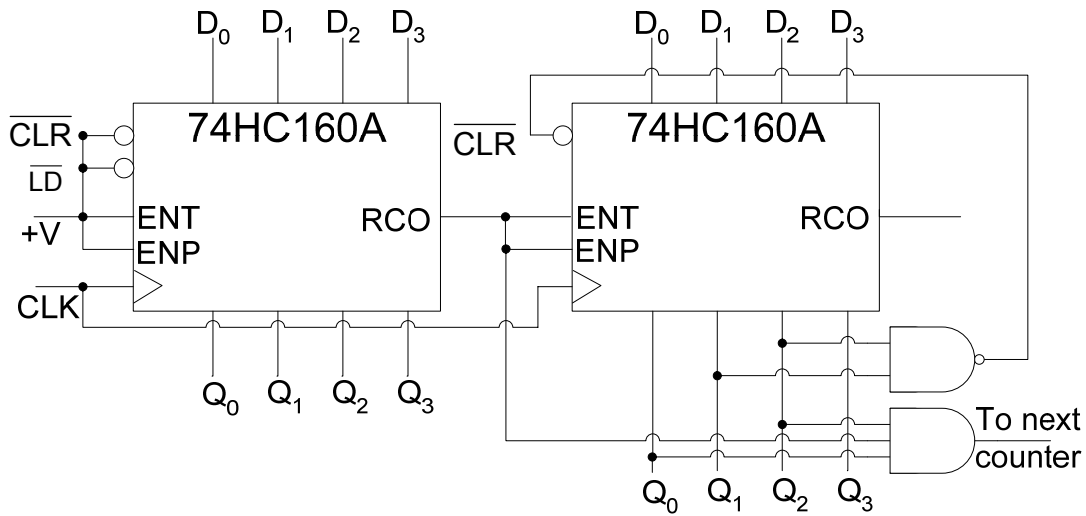 D0 D1 D2 D3
D0 D1 D2 D3
74HC160A
74HC160A
CLR
CLR
LD
+V
ENT
ENP
RCO
ENT
ENP
RCO
CLK
Q0 Q1 Q2 Q3
To next
counter
Q0 Q1 Q2 Q3